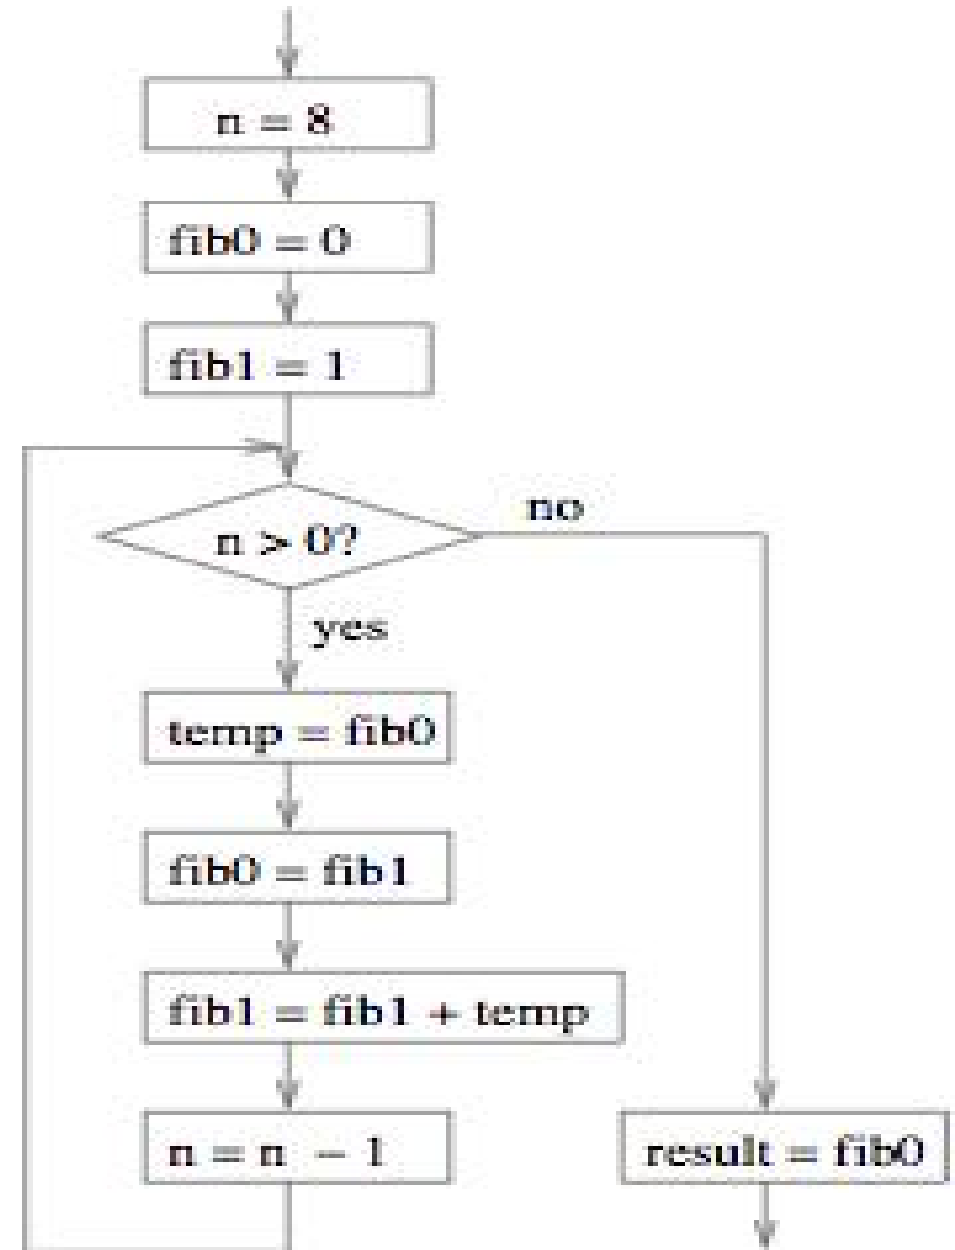 n = 8
fib0 = 0
fib1 = 1
n > 0?
no
yes
temp = fib0
fib0 = fib1
fib1 = fib1 + temp
n = n - 1
result = fib0